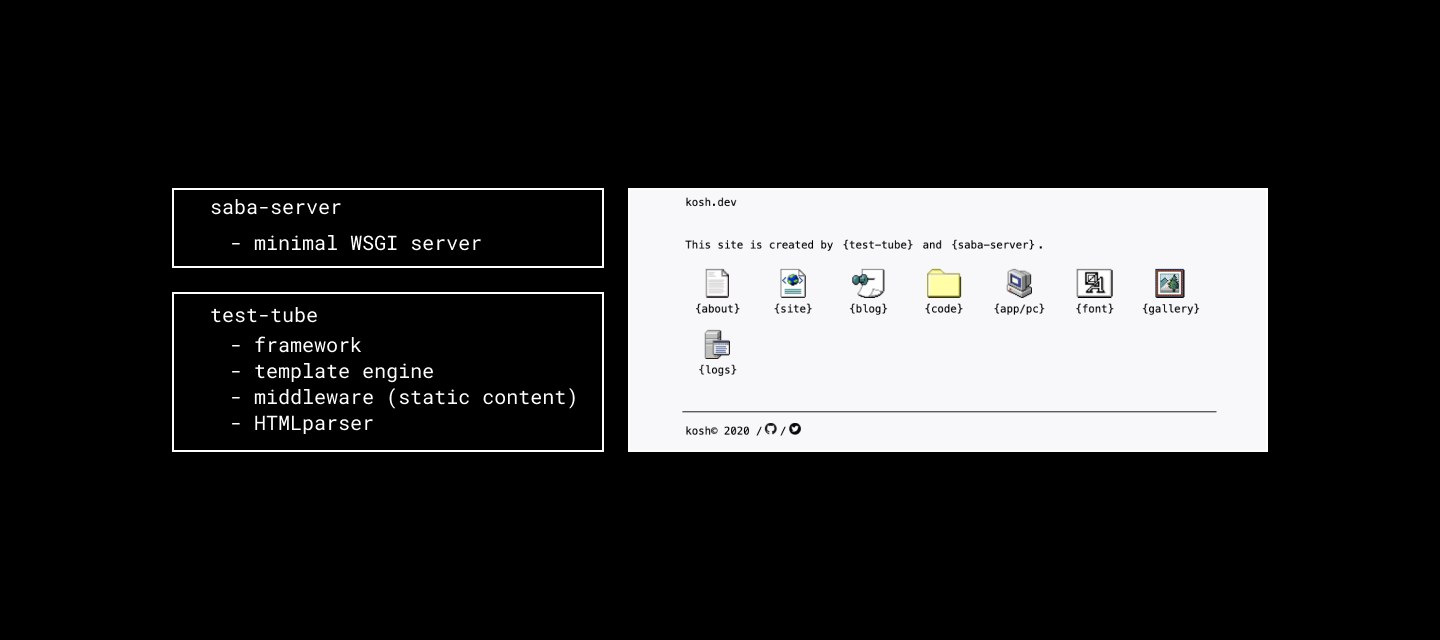 saba-server
- minimal WSGI server
test-tube
- framework
- template engine
- middleware (static content)
- HTMLparser
kosh.dev
This site is created by {test-tube} and {saba-server}.
{about} {site} {blog} {code} {app/pc} {font} {gallery}
{logs}
kosh© 2020 / /